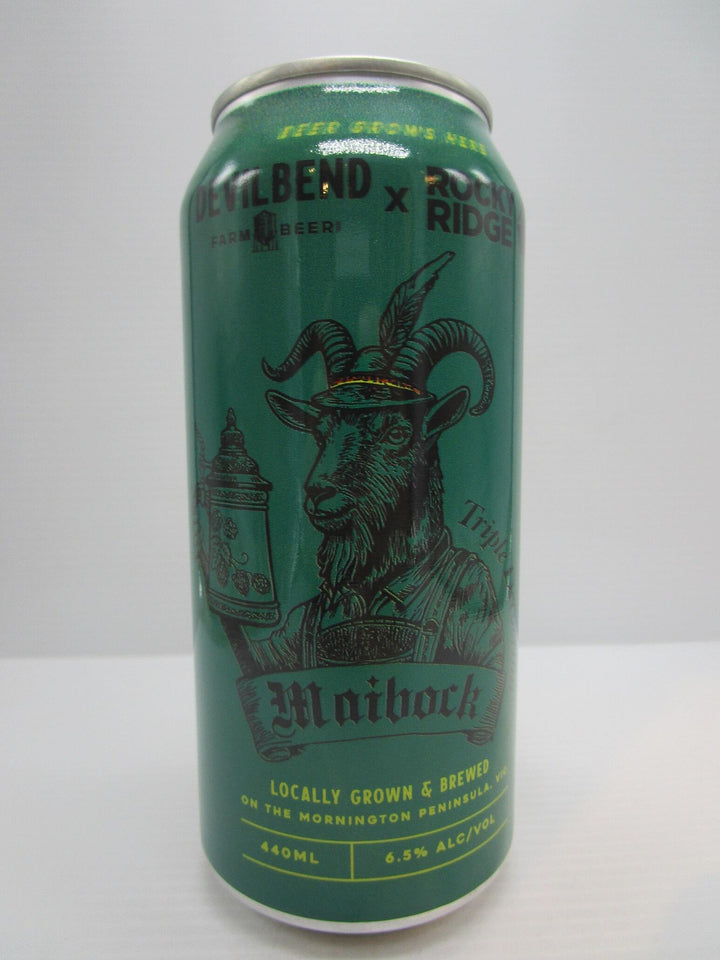 BEER GROWS HERE
DEVILBEND x ROCKY RIDGE
FARM BEER
Triple
Maibock
LOCALLY GROWN & BREWED
ON THE MORNINGTON PENINSULA, VIC
440ML
6.5% ALC/VOL